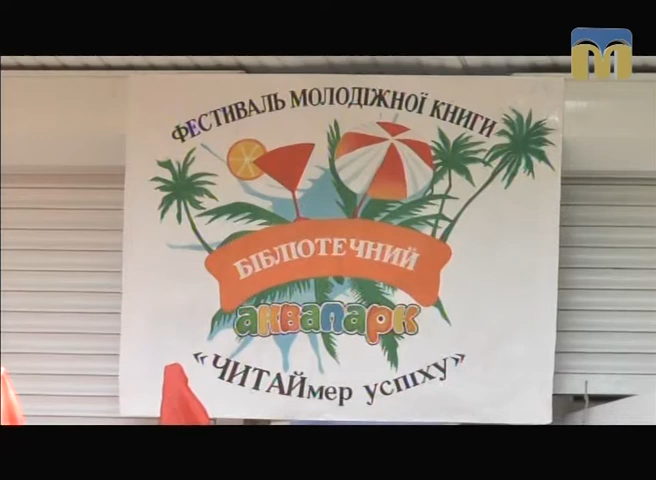 ФЕСТИВАЛЬ МОЛОДІЖНОЇ КНИГИ
БІБЛІОТЕЧНИЙ
аквапарк
«ЧИТАЙмер успіху»